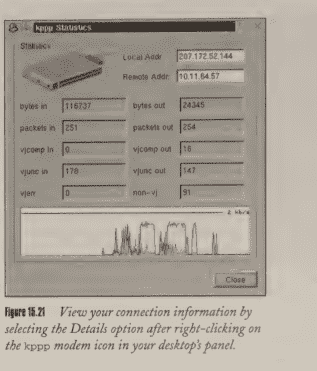 kppp Statistics
Statistics
Local Addr: 207.172.52.144
Remote Addr: 10.11.64.57
bytes in 116737 bytes out 24345
packets in 251 packets out 254
vjcomp in 0 vjcomp out 16
vjunc in 178 vjunc out 147
vjerr 0 non-vj 91
Close
Figure 15.21 View your connection information by
selecting the Details option after right-clicking on
the kppp modem icon in your desktop's panel.